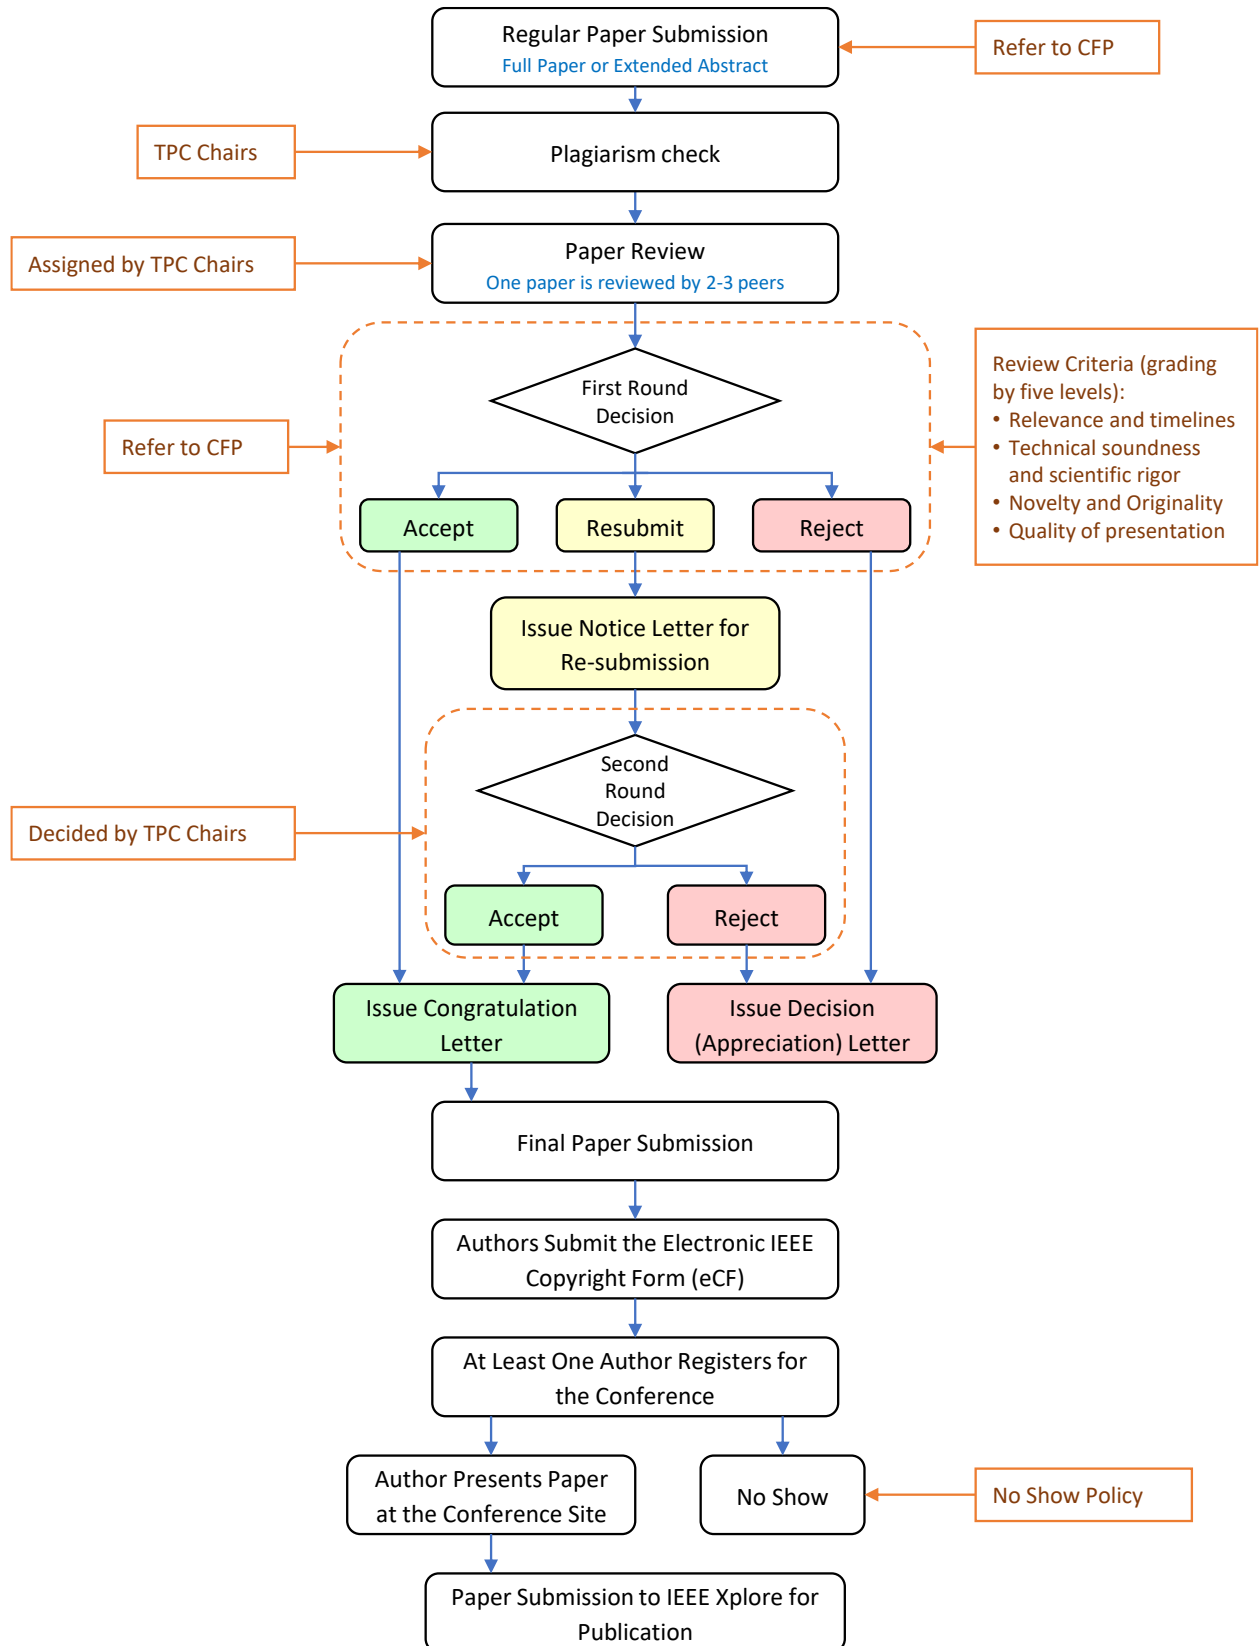 Regular Paper Submission
Full Paper or Extended Abstract
Refer to CFP
TPC Chairs
Plagiarism check
Assigned by TPC Chairs
Paper Review
One paper is reviewed by 2-3 peers
First Round
Decision
Refer to CFP
Review Criteria (grading
by five levels):
• Relevance and timelines
• Technical soundness
and scientific rigor
• Novelty and Originality
• Quality of presentation
Accept
Resubmit
Reject
Issue Notice Letter for
Re-submission
Second
Round
Decision
Decided by TPC Chairs
Accept
Reject
Issue Congratulation
Letter
Issue Decision
(Appreciation) Letter
Final Paper Submission
Authors Submit the Electronic IEEE
Copyright Form (eCF)
At Least One Author Registers for
the Conference
Author Presents Paper
at the Conference Site
No Show
No Show Policy
Paper Submission to IEEE Xplore for
Publication